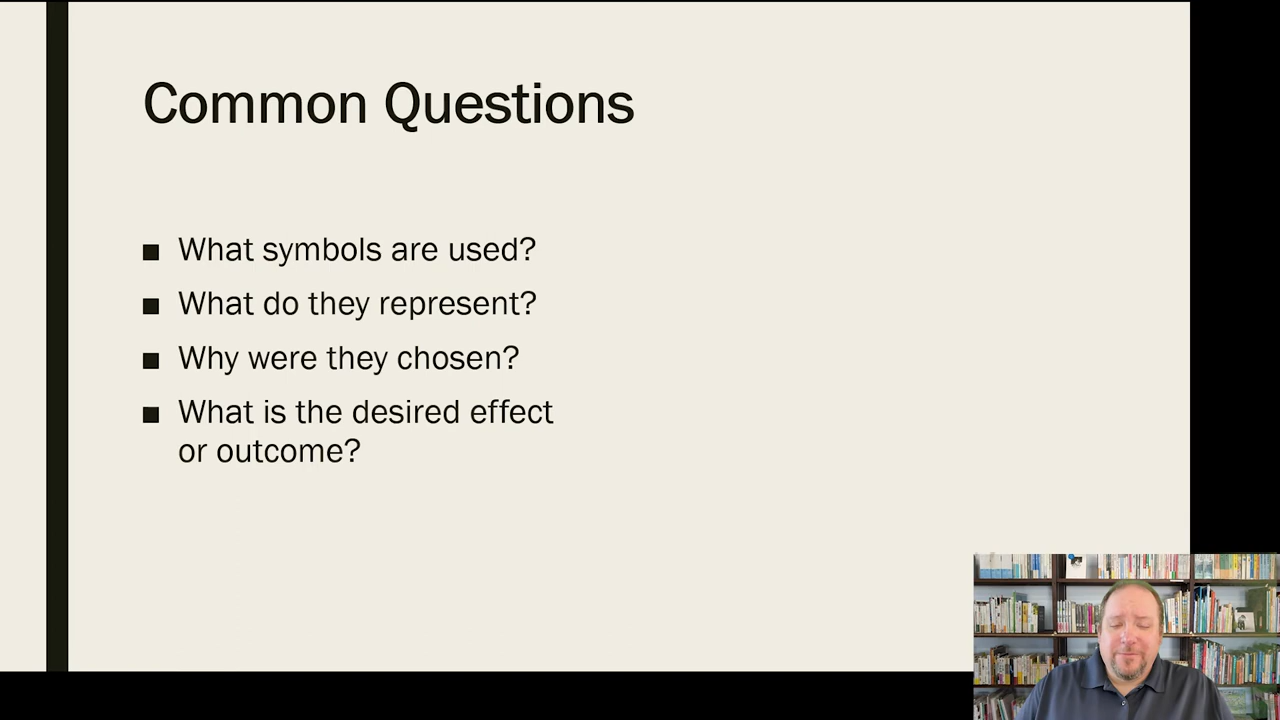 Common Questions
What symbols are used?
What do they represent?
Why were they chosen?
What is the desired effect
or outcome?